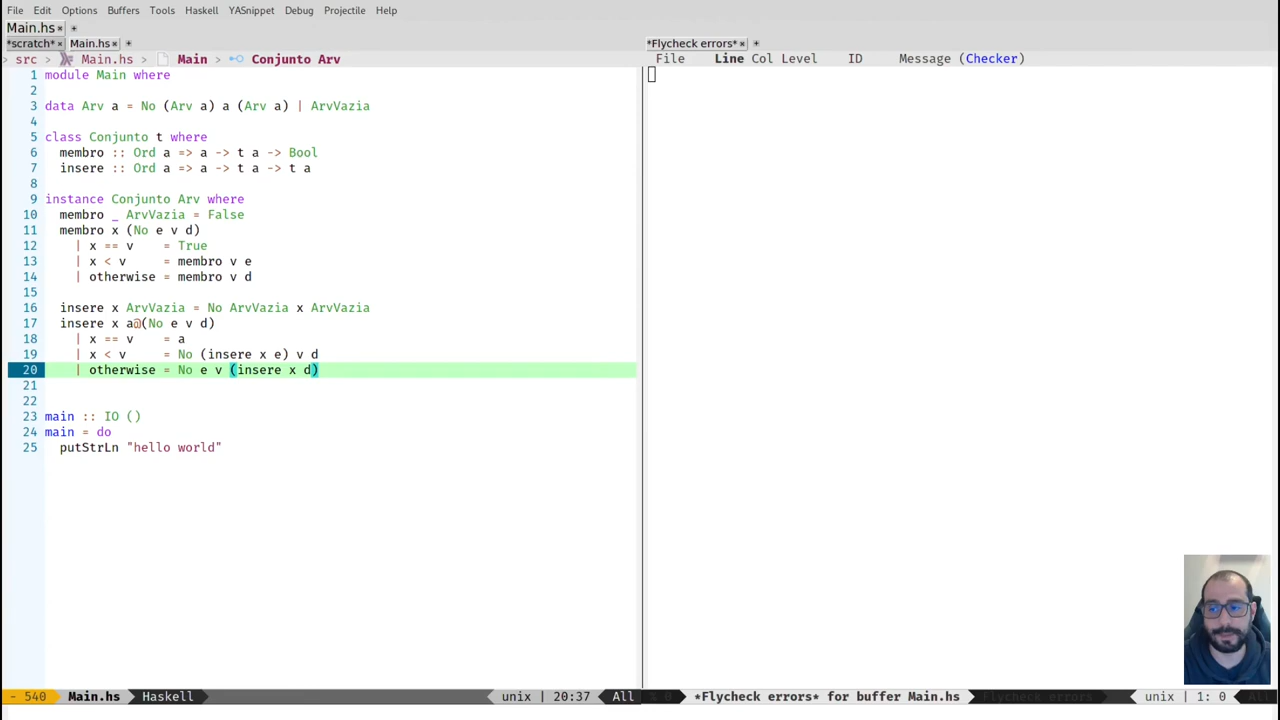 File Edit Options Buffers Tools Haskell YASnippet Debug Projectile Help
Main.hs × +
*scratch* × Main.hs × +
> src > Main.hs > Main > Conjunto Arv
1 module Main where
2
3 data Arv a = No (Arv a) a (Arv a) | ArvVazia
4
5 class Conjunto t where
6   membro :: Ord a => a -> t a -> Bool
7   insere :: Ord a => a -> t a -> t a
8
9 instance Conjunto Arv where
10   membro _ ArvVazia = False
11   membro x (No e v d)
12     | x == v    = True
13     | x < v     = membro v e
14     | otherwise = membro v d
15
16   insere x ArvVazia = No ArvVazia x ArvVazia
17   insere x a@(No e v d)
18     | x == v    = a
19     | x < v     = No (insere x e) v d
20     | otherwise = No e v (insere x d)
21
22
23 main :: IO ()
24 main = do
25   putStrLn "hello world"
- 540 Main.hs Haskell unix | 20:37 All
*Flycheck errors* × +
File Line Col Level ID Message (Checker)
*Flycheck errors* for buffer Main.hs Flycheck errors unix | 1: 0 All